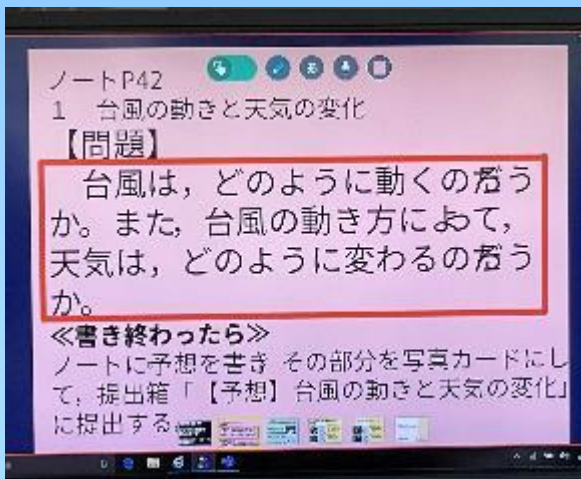 ノートP42
1 台風の動きと天気の変化
【問題】
台風は，どのように動くのだろう
か。また，台風の動き方によって，
天気は，どのように変わるのだろう
か。
≪書き終わったら≫
ノートに予想を書き その部分を写真カードにし
て，提出箱「【予想】台風の動きと天気の変化」
に提出する